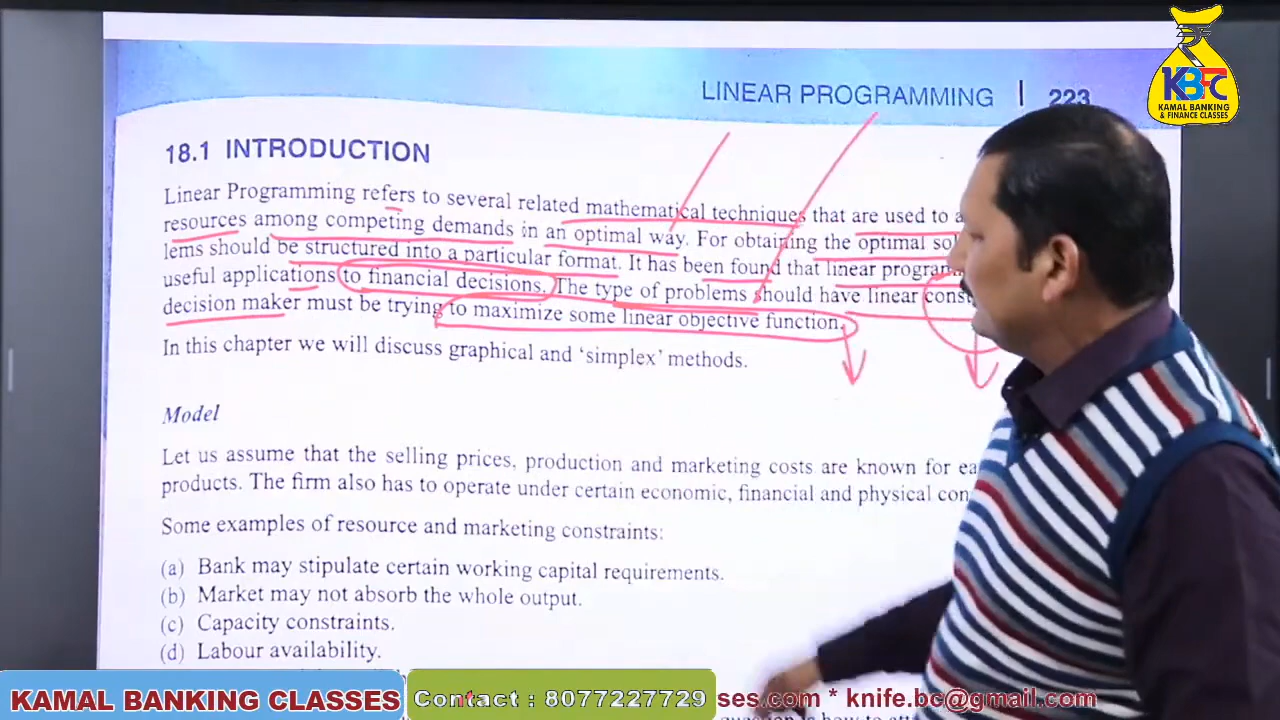 LINEAR PROGRAMMING | 223
KBFC
KAMAL BANKING
& FINANCE CLASSES
18.1 INTRODUCTION
Linear Programming refers to several related mathematical techniques that are used to
resources among competing demands in an optimal way. For obtaining the optimal
lems should be structured into a particular format. It has been found that linear
useful applications to financial decisions. The type of problems should have linear
decision maker must be trying to maximize some linear objective function.
In this chapter we will discuss graphical and ‘simplex’ methods.
Model
Let us assume that the selling prices, production and marketing costs are known for
products. The firm also has to operate under certain economic, financial and physical
Some examples of resource and marketing constraints:
(a) Bank may stipulate certain working capital requirements.
(b) Market may not absorb the whole output.
(c) Capacity constraints.
(d) Labour availability.
KAMAL BANKING CLASSES Contact : 8077227729 ses.com * knife.bc@gmail.com